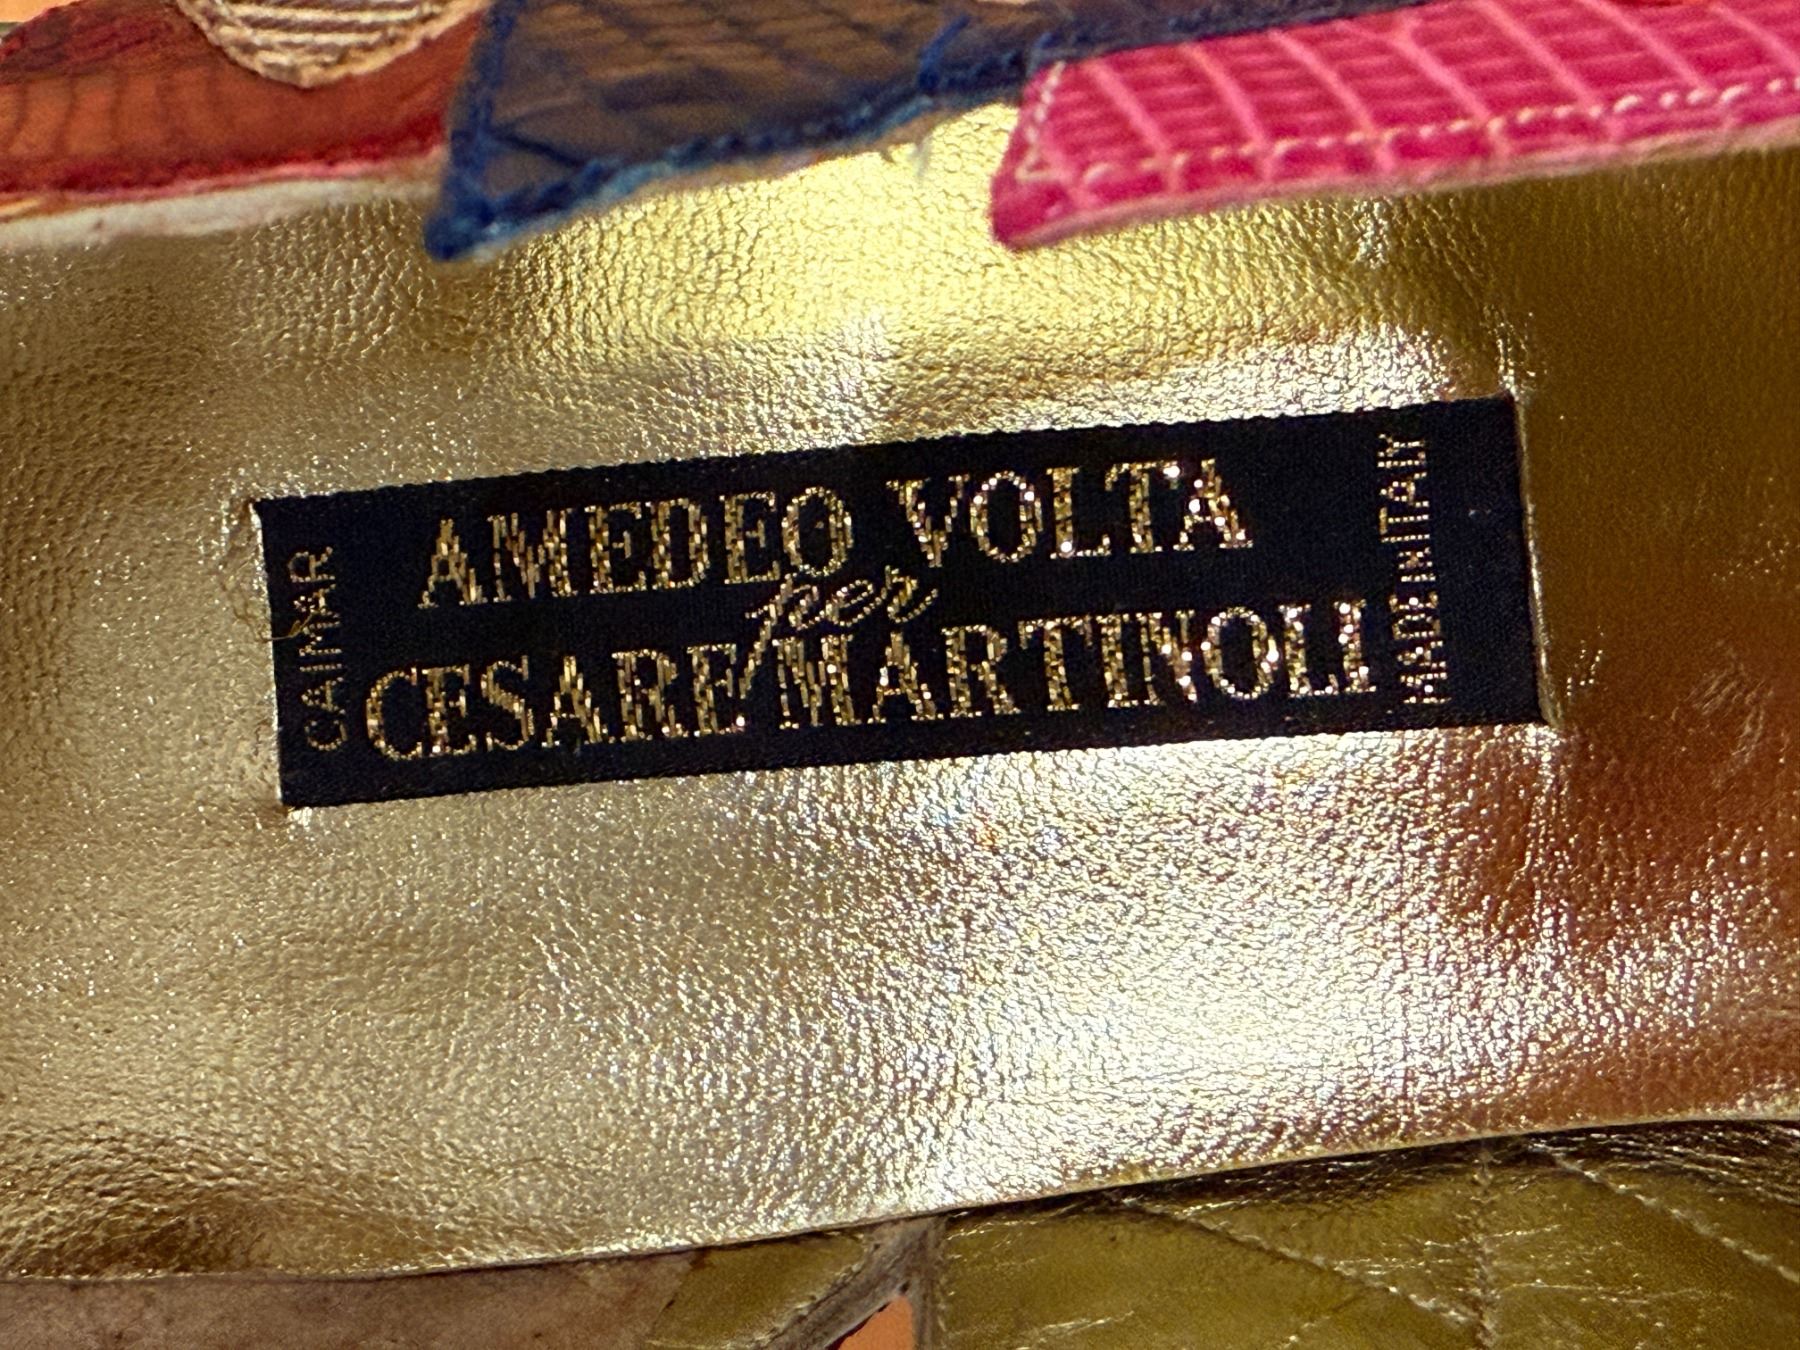 CAIMAR
AMEDEO VOLTA
per
CESARE MARTINOLI
MADE IN ITALY